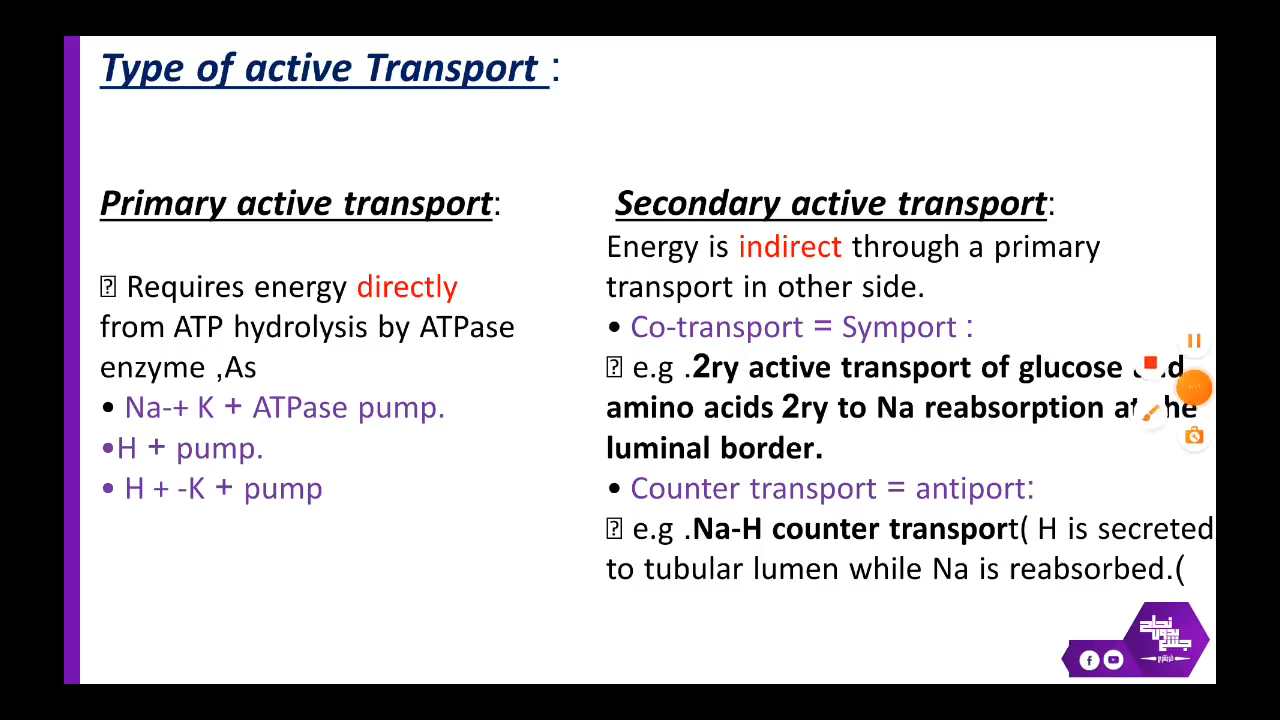 Type of active Transport :
Primary active transport:
Requires energy directly
from ATP hydrolysis by ATPase
enzyme ,As
• Na-+ K + ATPase pump.
•H + pump.
• H + -K + pump
Secondary active transport:
Energy is indirect through a primary
transport in other side.
• Co-transport = Symport :
e.g .2ry active transport of glucose and
amino acids 2ry to Na reabsorption at the
luminal border.
• Counter transport = antiport:
e.g .Na-H counter transport( H is secreted
to tubular lumen while Na is reabsorbed.(